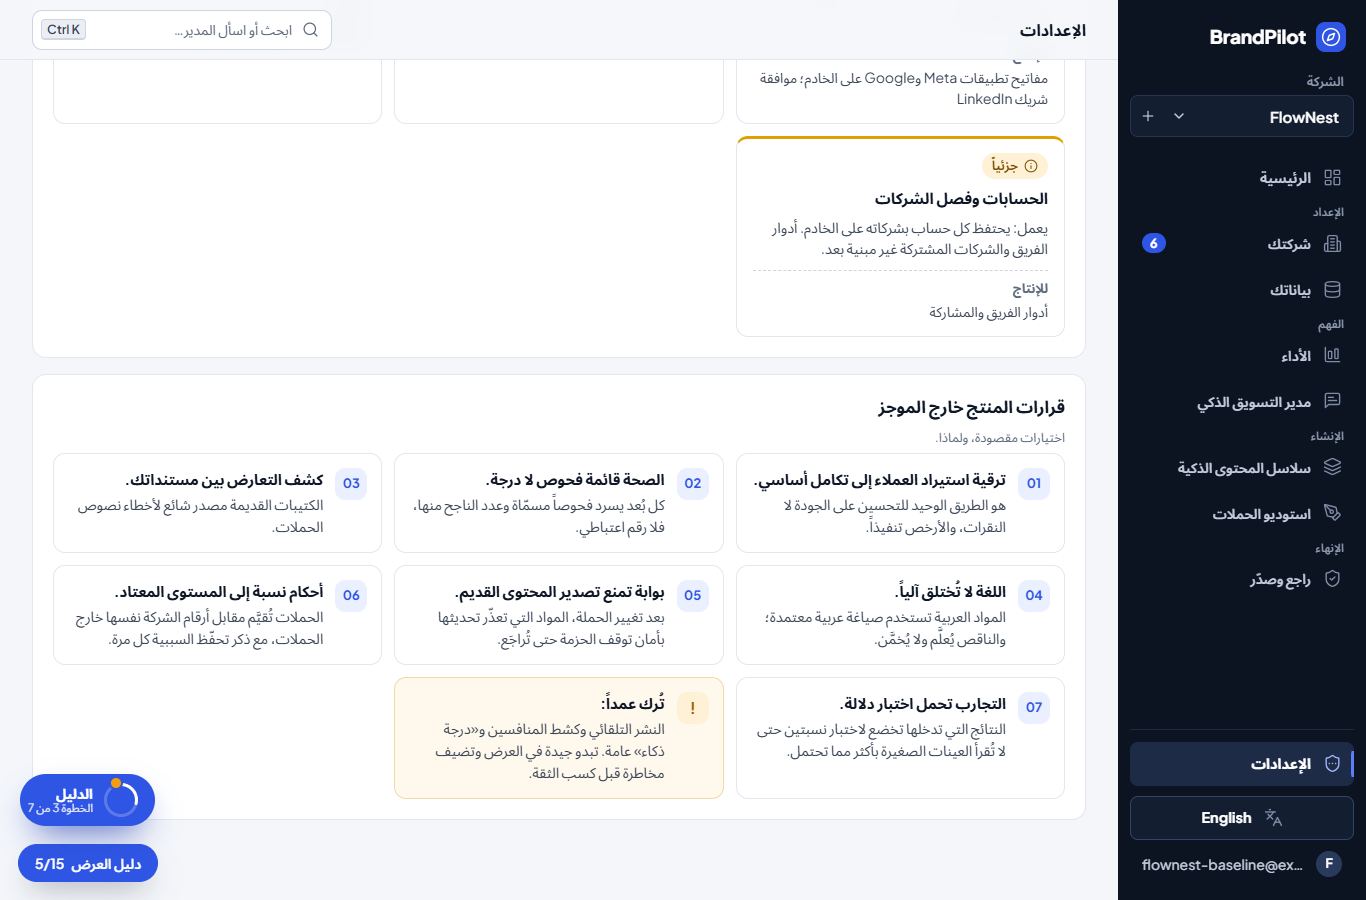 BrandPilot
الشركة
FlowNest
الرئيسية
الإعداد
شركتك
6
بياناتك
الفهم
الأداء
مدير التسويق الذكي
الإنشاء
سلاسل المحتوى الذكية
استوديو الحملات
الإنهاء
راجع وصدّر
الإعدادات
English
F
flownest-baseline@ex...
الإعدادات
ابحث أو اسأل المدير...
Ctrl K
مفاتيح تطبيقات Meta وGoogle على الخادم؛ موافقة
شريك LinkedIn
جزئياً
الحسابات وفصل الشركات
يعمل: يحتفظ كل حساب بشركاته على الخادم. أدوار
الفريق والشركات المشتركة غير مبنية بعد.
للإنتاج
أدوار الفريق والمشاركة
قرارات المنتج خارج الموجز
اختيارات مقصودة، ولماذا.
01
ترقية استيراد العملاء إلى تكامل أساسي.
هو الطريق الوحيد للتحسين على الجودة لا
النقرات، والأرخص تنفيذاً.
02
الصحة قائمة فحوص لا درجة.
كل بُعد يسرد فحوصاً مسمّاة وعدد الناجح منها،
فلا رقم اعتباطي.
03
كشف التعارض بين مستنداتك.
الكتيبات القديمة مصدر شائع لأخطاء نصوص
الحملات.
04
اللغة لا تُختلق آلياً.
المواد العربية تستخدم صياغة عربية معتمدة؛
والناقص يُعلَّم ولا يُخمَّن.
05
بوابة تمنع تصدير المحتوى القديم.
بعد تغيير الحملة، المواد التي تعذّر تحديثها
بأمان توقف الحزمة حتى تُراجَع.
06
أحكام نسبة إلى المستوى المعتاد.
الحملات تُقيَّم مقابل أرقام الشركة نفسها خارج
الحملات، مع ذكر تحفّظ السببية كل مرة.
07
التجارب تحمل اختبار دلالة.
النتائج التي تدخلها تخضع لاختبار نسبتين حتى
لا تُقرأ العينات الصغيرة بأكثر مما تحتمل.
!
تُرك عمداً:
النشر التلقائي وكشط المنافسين و«درجة
ذكاء» عامة. تبدو جيدة في العرض وتضيف
مخاطرة قبل كسب الثقة.
الدليل
الخطوة 3 من 7
دليل العرض 5/15